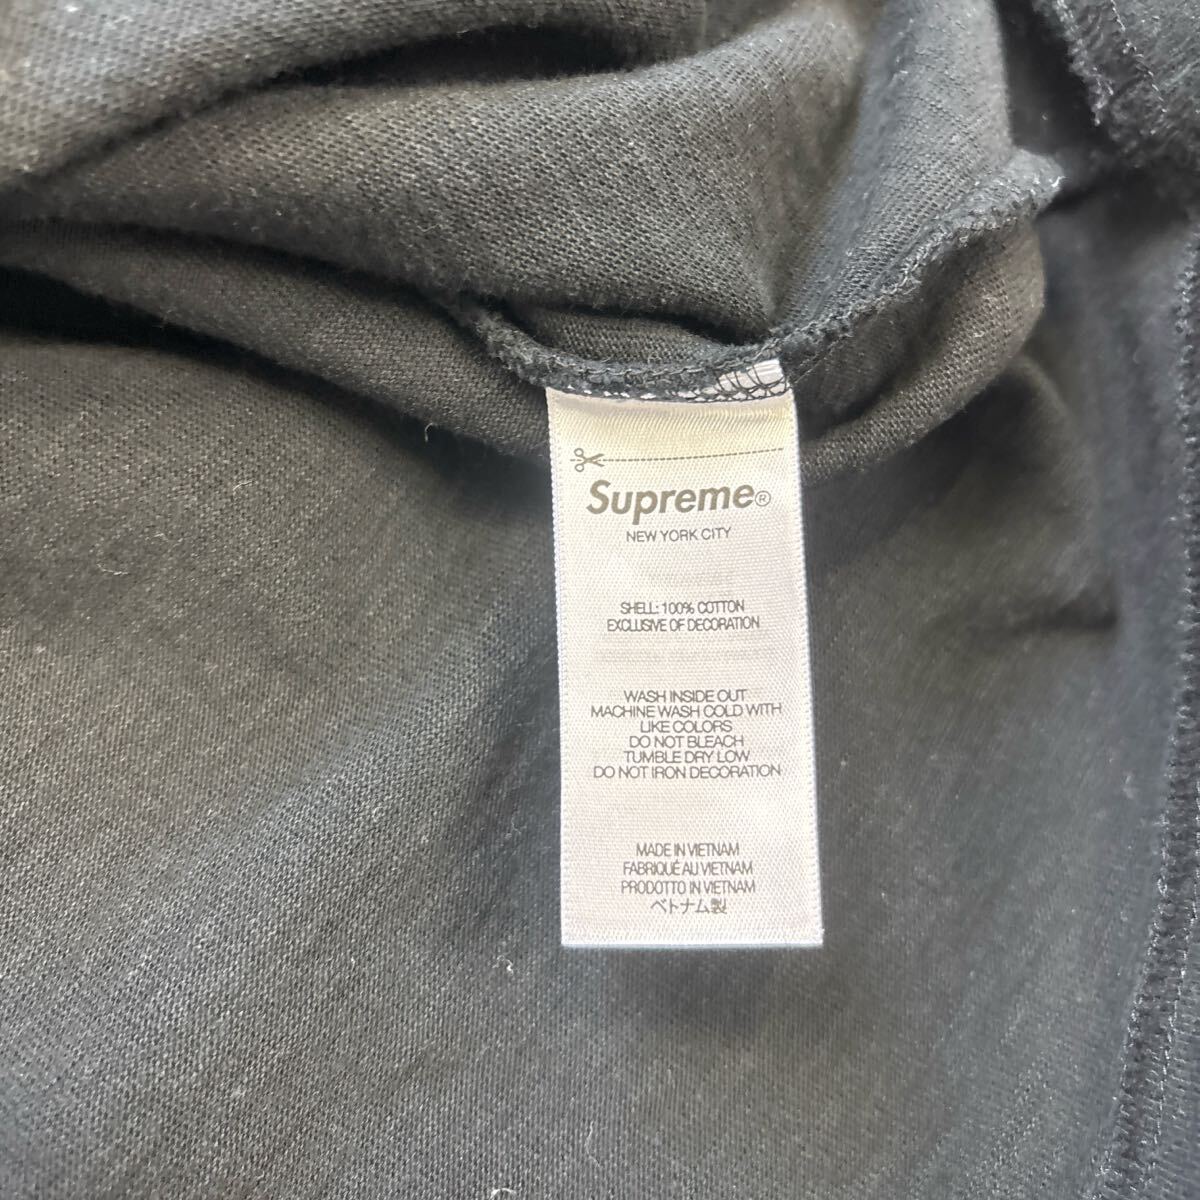 Supreme®
NEW YORK CITY
SHELL: 100% COTTON
EXCLUSIVE OF DECORATION
WASH INSIDE OUT
MACHINE WASH COLD WITH
LIKE COLORS
DO NOT BLEACH
TUMBLE DRY LOW
DO NOT IRON DECORATION
MADE IN VIETNAM
FABRIQUÉ AU VIETNAM
PRODOTTO IN VIETNAM
ベトナム製